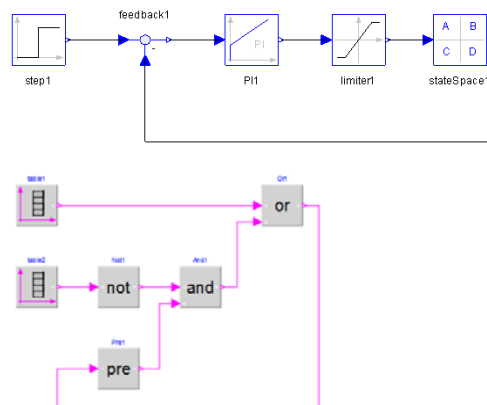 feedback1
-
PI
A B
C D
step1
PI1
limiter1
stateSpace1
table1
Or1
or
table2
Not1
And1
not
and
Pre1
pre